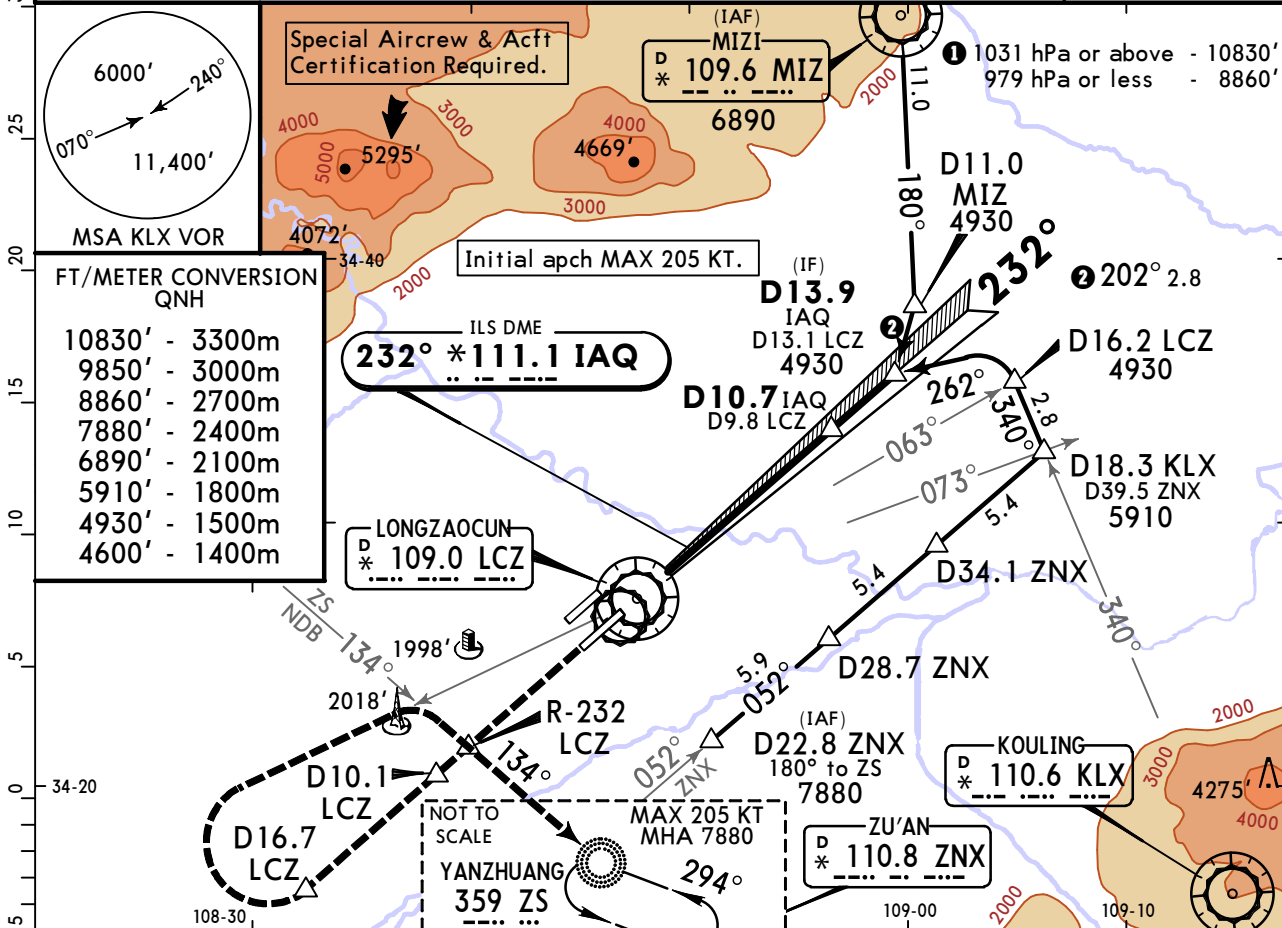 6000'
240°
070°
11,400'
MSA KLX VOR
Special Aircrew & Acft
Certification Required.
(IAF)
MIZI
D
* 109.6 MIZ
6890
❶ 1031 hPa or above - 10830'
979 hPa or less - 8860'
11.0
180°
2000
3000
4000
5000
5295'
4000
4669'
3000
4072'
34-40
2000
25
20
15
10
5
0
5
Initial apch MAX 205 KT.
D11.0
MIZ
4930
232°
❷ 202° 2.8
FT/METER CONVERSION
QNH
10830' - 3300m
9850' - 3000m
8860' - 2700m
7880' - 2400m
6890' - 2100m
5910' - 1800m
4930' - 1500m
4600' - 1400m
ILS DME
232° *111.1 IAQ
(IF)
D13.9
IAQ
D13.1 LCZ
4930
❷
D10.7 IAQ
D9.8 LCZ
D16.2 LCZ
4930
262°
340°
2.8
063°
073°
D18.3 KLX
D39.5 ZNX
5910
5.4
D34.1 ZNX
5.4
340°
LONGZAOCUN
D
* 109.0 LCZ
ZS
NDB
134°
1998'
2018'
R-232
LCZ
134°
D10.1
LCZ
D16.7
LCZ
34-20
108-30
D28.7 ZNX
5.9
052°
052°
ZNX
(IAF)
D22.8 ZNX
180° to ZS
7880
KOULING
D
* 110.6 KLX
2000
3000
4275'
4000
2000
NOT TO
SCALE
MAX 205 KT
MHA 7880
YANZHUANG
359 ZS
294°
ZU'AN
D
* 110.8 ZNX
109-00
109-10